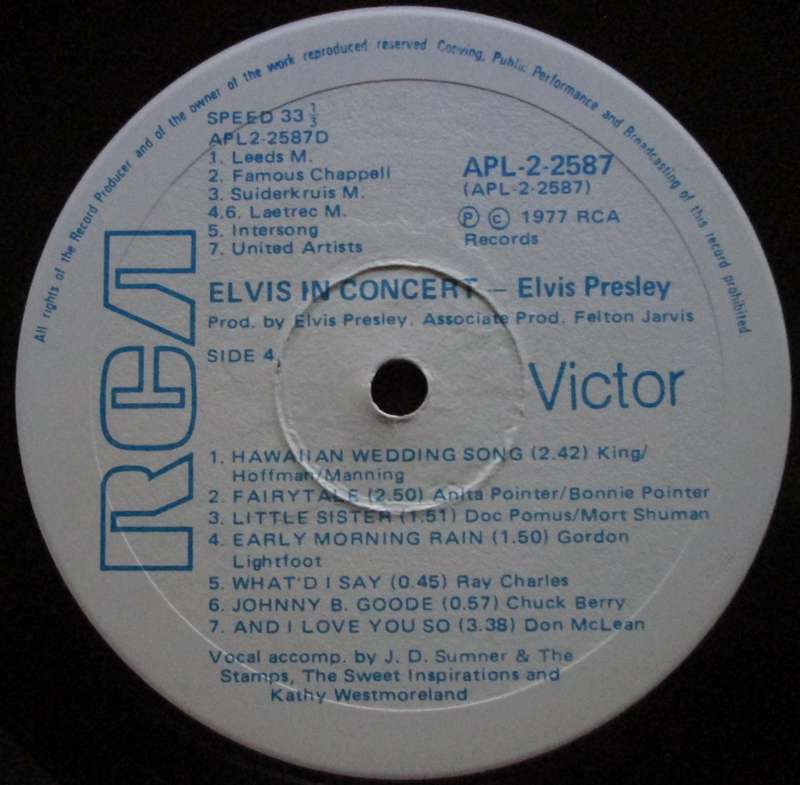 All rights of the Record Producer and of the owner of the work reproduced reserved Copying, Public Performance and Broadcasting of this record prohibited
SPEED 33 1/3
APL2-2587D
1. Leeds M.
2. Famous Chappell
3. Suiderkruis M.
4,6. Laetrec M.
5. Intersong
7. United Artists
APL-2-2587
(APL-2-2587)
Ⓟ © 1977 RCA
Records
RCA
ELVIS IN CONCERT — Elvis Presley
Prod. by Elvis Presley. Associate Prod. Felton Jarvis
SIDE 4
Victor
1. HAWAIIAN WEDDING SONG (2.42) King/
Hoffman/Manning
2. FAIRYTALE (2.50) Anita Pointer/Bonnie Pointer
3. LITTLE SISTER (1.51) Doc Pomus/Mort Shuman
4. EARLY MORNING RAIN (1.50) Gordon
Lightfoot
5. WHAT'D I SAY (0.45) Ray Charles
6. JOHNNY B. GOODE (0.57) Chuck Berry
7. AND I LOVE YOU SO (3.38) Don McLean
Vocal accomp. by J. D. Sumner & The
Stamps, The Sweet Inspirations and
Kathy Westmoreland